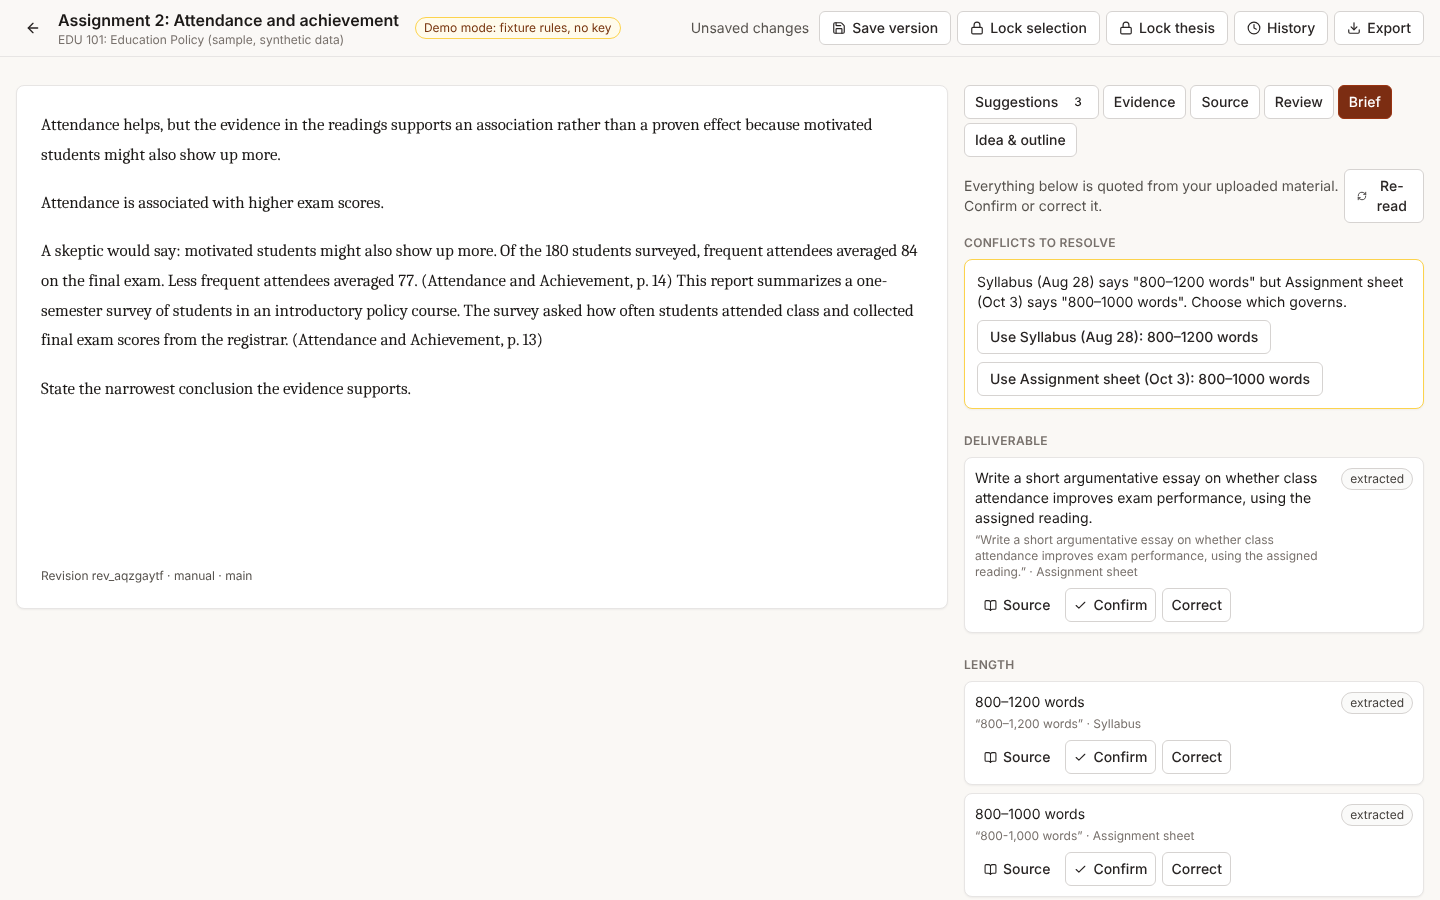 Assignment 2: Attendance and achievement
EDU 101: Education Policy (sample, synthetic data)
Demo mode: fixture rules, no key
Unsaved changes
Save version
Lock selection
Lock thesis
History
Export
Attendance helps, but the evidence in the readings supports an association rather than a proven effect because motivated
students might also show up more.
Attendance is associated with higher exam scores.
A skeptic would say: motivated students might also show up more. Of the 180 students surveyed, frequent attendees averaged 84
on the final exam. Less frequent attendees averaged 77. (Attendance and Achievement, p. 14) This report summarizes a one-
semester survey of students in an introductory policy course. The survey asked how often students attended class and collected
final exam scores from the registrar. (Attendance and Achievement, p. 13)
State the narrowest conclusion the evidence supports.
Revision rev_aqzgaytf · manual · main
Suggestions 3
Evidence
Source
Review
Brief
Idea & outline
Everything below is quoted from your uploaded material.
Confirm or correct it.
Re-
read
CONFLICTS TO RESOLVE
Syllabus (Aug 28) says "800–1200 words" but Assignment sheet
(Oct 3) says "800–1000 words". Choose which governs.
Use Syllabus (Aug 28): 800–1200 words
Use Assignment sheet (Oct 3): 800–1000 words
DELIVERABLE
Write a short argumentative essay on whether class
attendance improves exam performance, using the
assigned reading.
extracted
“Write a short argumentative essay on whether class
attendance improves exam performance, using the assigned
reading.” · Assignment sheet
Source
Confirm
Correct
LENGTH
800–1200 words
extracted
“800–1,200 words” · Syllabus
Source
Confirm
Correct
800–1000 words
extracted
“800-1,000 words” · Assignment sheet
Source
Confirm
Correct